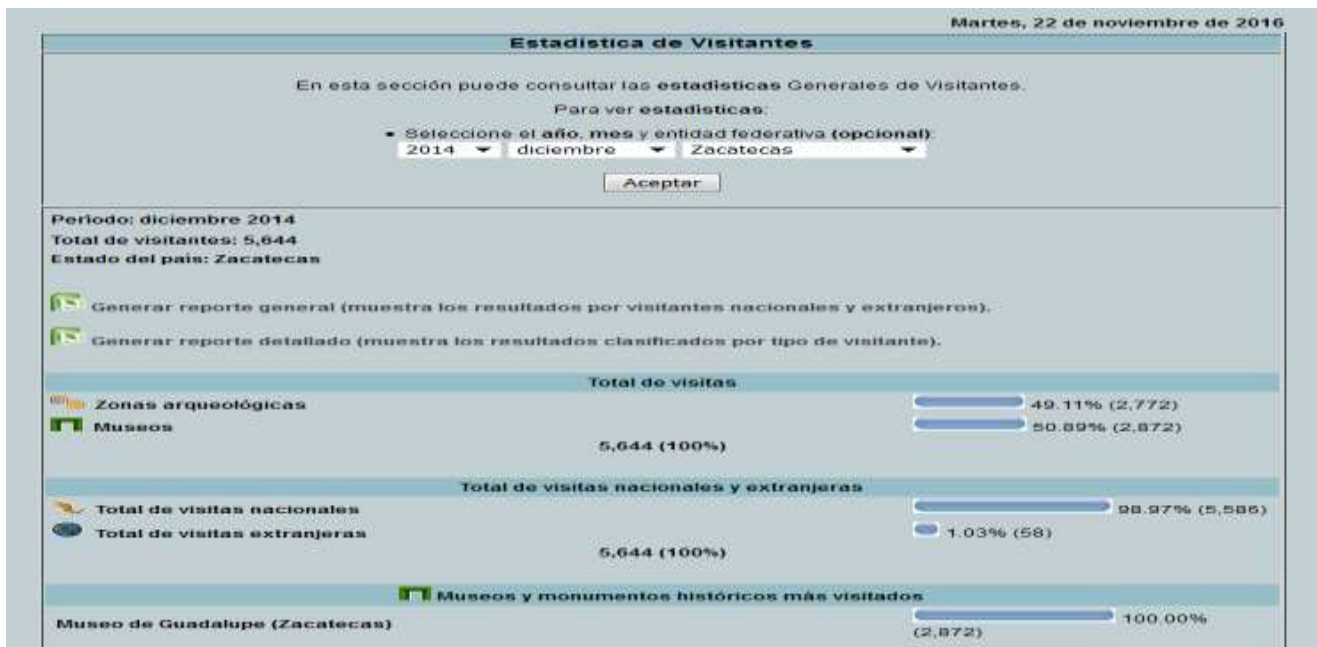 Martes, 22 de noviembre de 2016
Estadística de Visitantes
En esta sección puede consultar las estadísticas Generales de Visitantes.
Para ver estadísticas:
• Seleccione el año, mes y entidad federativa (opcional):
2014 diciembre Zacatecas
Aceptar
Periodo: diciembre 2014
Total de visitantes: 5,644
Estado del país: Zacatecas
Generar reporte general (muestra los resultados por visitantes nacionales y extranjeros).
Generar reporte detallado (muestra los resultados clasificados por tipo de visitante).
Total de visitas
Zonas arqueológicas 49.11% (2,772)
Museos 50.89% (2,872)
5,644 (100%)
Total de visitas nacionales y extranjeras
Total de visitas nacionales 98.97% (5,586)
Total de visitas extranjeras 1.03% (58)
5,644 (100%)
Museos y monumentos históricos más visitados
Museo de Guadalupe (Zacatecas) 100.00%
(2,872)